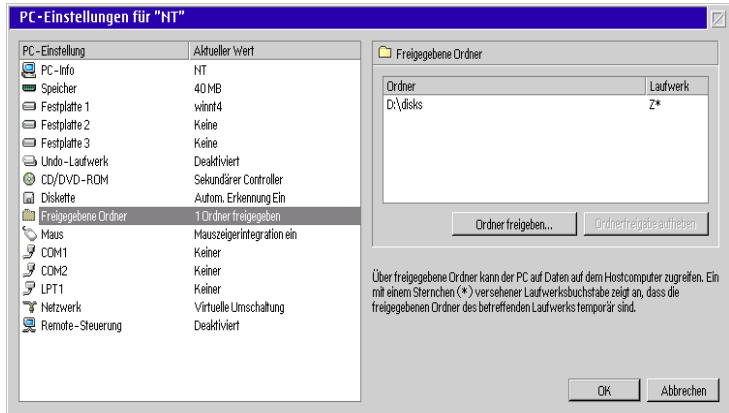 PC-Einstellungen für "NT"
PC-Einstellung Aktueller Wert
PC-Info NT
Speicher 40 MB
Festplatte 1 winnt4
Festplatte 2 Keine
Festplatte 3 Keine
Undo-Laufwerk Deaktiviert
CD/DVD-ROM Sekundärer Controller
Diskette Autom. Erkennung Ein
Freigegebene Ordner 1 Ordner freigegeben
Maus Mauszeigerintegration ein
COM1 Keiner
COM2 Keiner
LPT1 Keiner
Netzwerk Virtuelle Umschaltung
Remote-Steuerung Deaktiviert
Freigegebene Ordner
Ordner Laufwerk
D:\disks Z*
Ordner freigeben... Ordnerfreigabe aufheben
Über freigegebene Ordner kann der PC auf Daten auf dem Hostcomputer zugreifen. Ein
mit einem Sternchen (*) versehener Laufwerksbuchstabe zeigt an, dass die
freigegebenen Ordner des betreffenden Laufwerks temporär sind.
OK Abbrechen